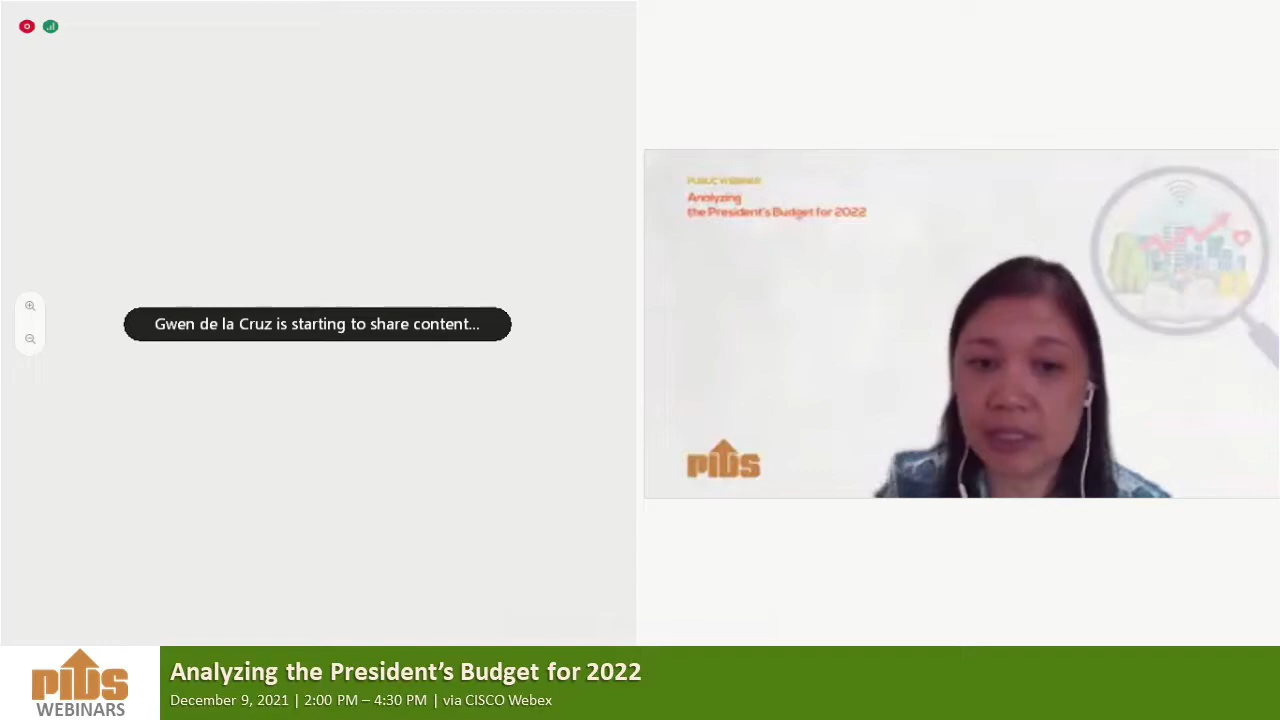 Gwen de la Cruz is starting to share content...
PUBLIC WEBINAR
Analyzing
the President's Budget for 2022
PIDS
PIDS
WEBINARS
Analyzing the President’s Budget for 2022
December 9, 2021 | 2:00 PM – 4:30 PM | via CISCO Webex